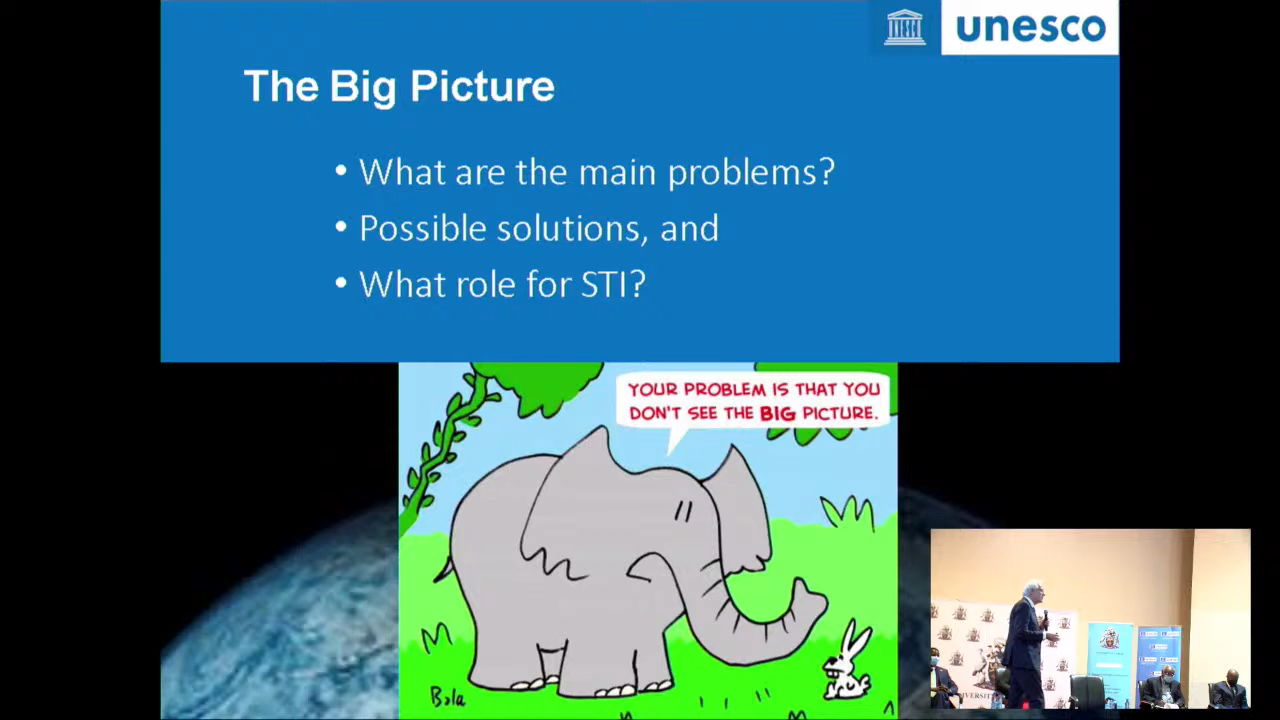 unesco
The Big Picture
• What are the main problems?
• Possible solutions, and
• What role for STI?
YOUR PROBLEM IS THAT YOU
DON'T SEE THE BIG PICTURE.
Bola